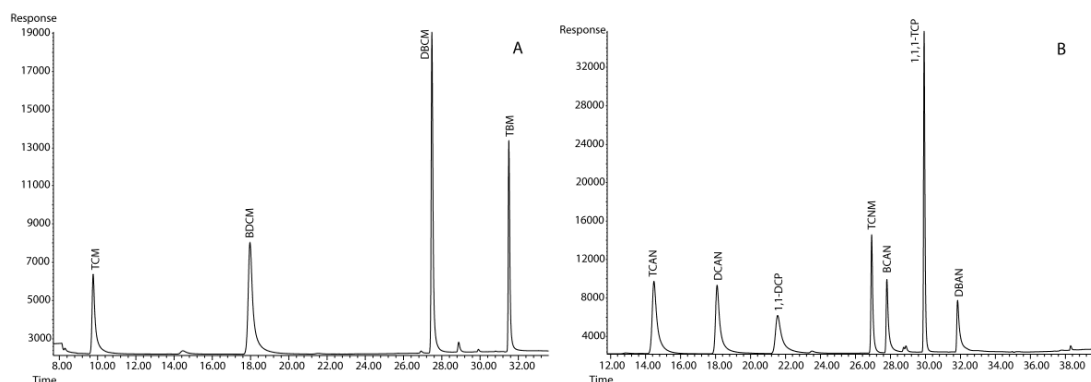 Response
19000
17000
15000
13000
11000
9000
7000
5000
3000
8.00 10.00 12.00 14.00 16.00 18.00 20.00 22.00 24.00 26.00 28.00 30.00 32.00
Time
TCM
BDCM
DBCM
TBM
A
Response
32000
28000
24000
20000
16000
12000
8000
4000
12.00 14.00 16.00 18.00 20.00 22.00 24.00 26.00 28.00 30.00 32.00 34.00 36.00 38.00
Time
TCAN
DCAN
1,1-DCP
TCNM
BCAN
1,1,1-TCP
DBAN
B